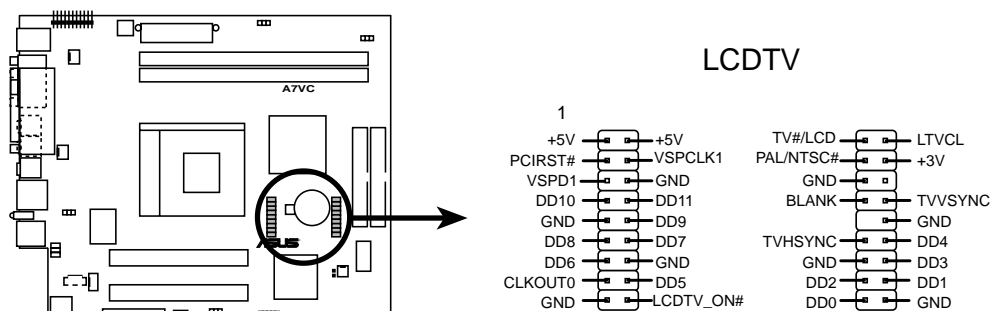 LCDTV
A7VC
ASUS
1
+5V +5V
PCIRST# VSPCLK1
VSPD1 GND
DD10 DD11
GND DD9
DD8 DD7
DD6 GND
CLKOUT0 DD5
GND LCDTV_ON#
TV#/LCD LTVCL
PAL/NTSC# +3V
GND
BLANK TVVSYNC
GND
TVHSYNC DD4
GND DD3
DD2 DD1
DD0 GND